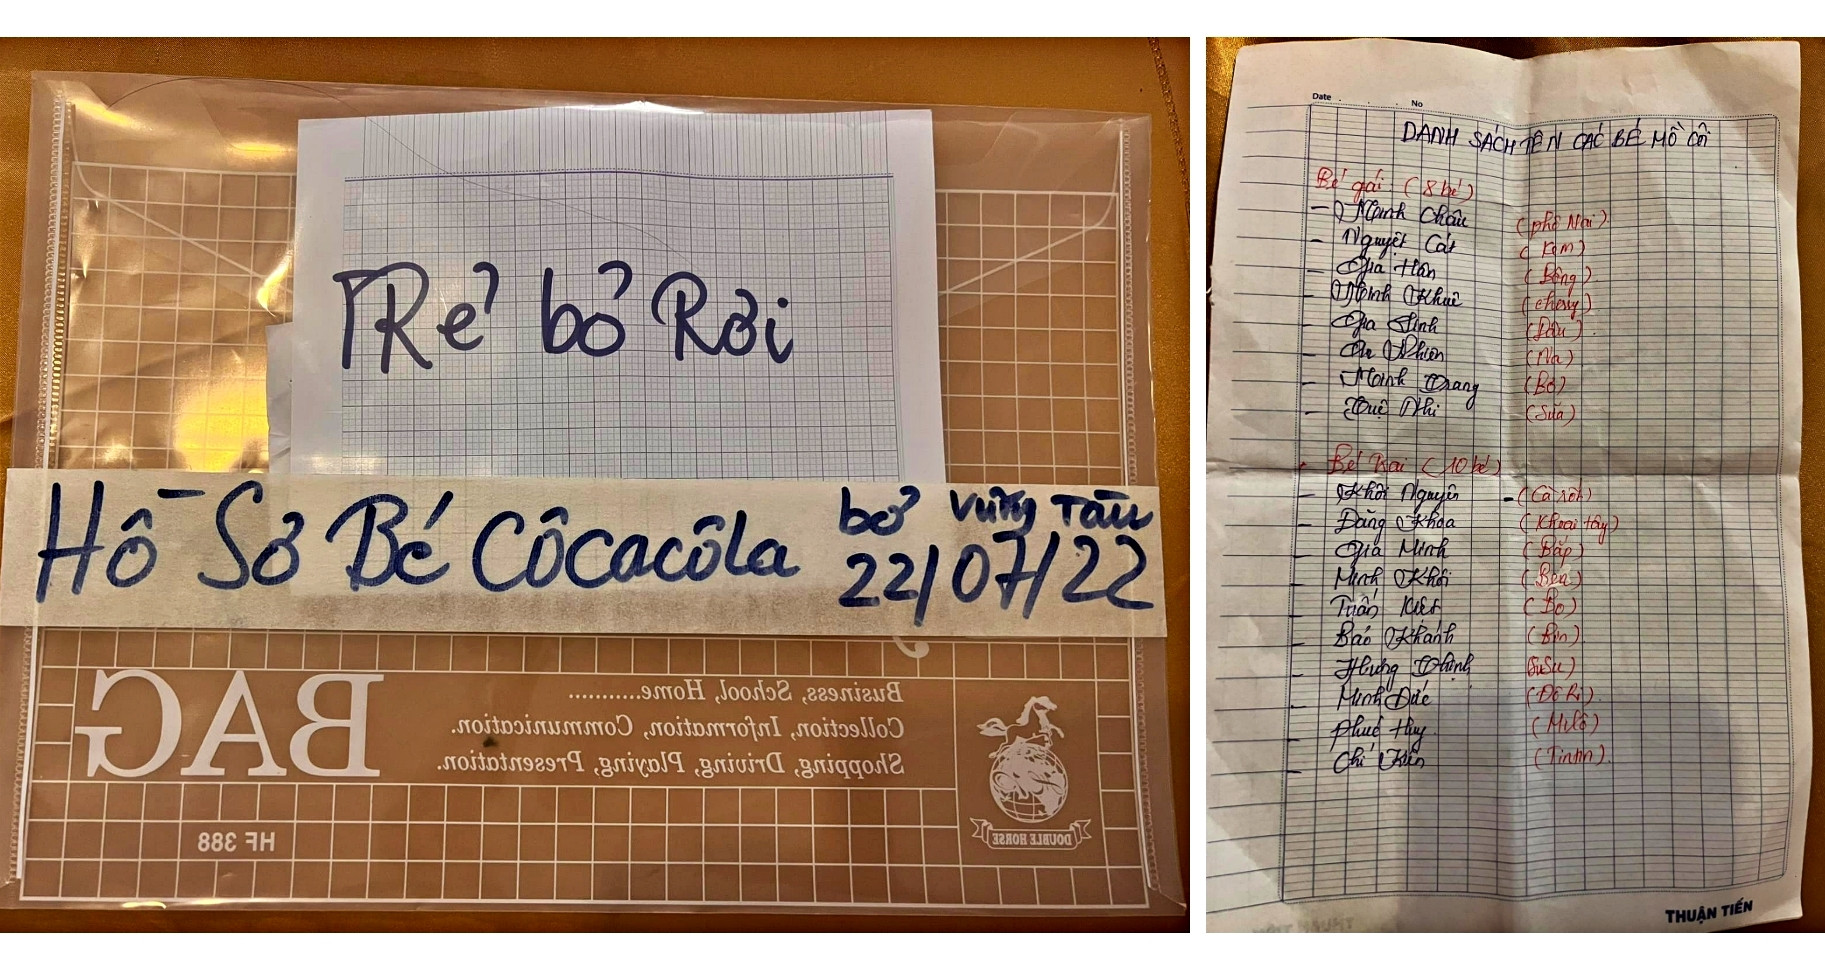 TRẻ bỏ Rơi
Hồ Sơ Bé Côcacôla bỏ Vũng Tàu
22/07/22
BAG
Business, School, Home...........
Collection, Information, Communication.
Shopping, Driving, Playing, Presentation.
HF 388
DOUBLE HORSE
Date No
DANH SÁCH TÊN CÁC BÉ MỒ CÔI
Bé gái: (8 bé)
- Minh Châu (phô Mai)
- Nguyệt Cát (Kem)
- Gia Hân (Bông)
- Minh Khuê (chery)
- Gia Linh (Dâu).
- An Nhiên (Na)
- Minh Trang (Bơ)
- Tuệ Nhi (Sữa)
- Bé Trai (10 bé)
- Khôi Nguyên - (Cà rốt)
- Đăng Khoa (Khoai tây)
- Gia Minh (Bắp)
- Minh Khôi (Ben)
- Tuấn Kiệt (Bo)
- Bảo Khánh (Bin)
- Hưng Thịnh (SuSu)
- Minh Đức (Đô Ri).
- Phúc Huy (Milô)
- Chí Kiên (Tintin).
THUẬN TIẾN